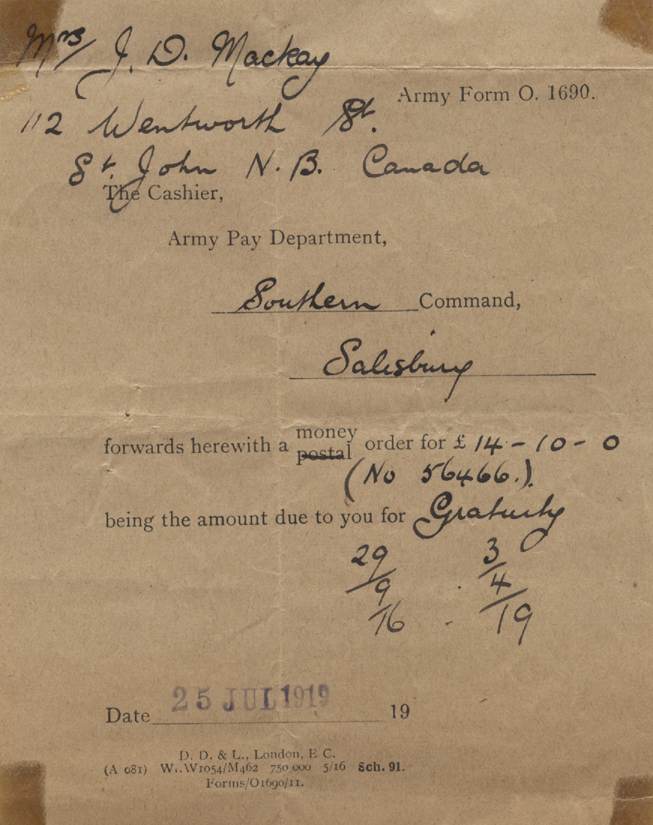 Mrs/ J. D. Mackay
Army Form O. 1690.
112 Wentworth St.
St. John N.B. Canada
The Cashier,
Army Pay Department,
Southern Command,
Salisbury
forwards herewith a money postal order for £ 14-10-0
(No 56466.).
being the amount due to you for Gratuity
29/9/16 - 3/4/19
Date 25 JUL 1919 19
D. D. & L., London, E C.
(A 081) W..W1054/M462 750,000 5/16 Sch. 91.
Forms/O1690/11.